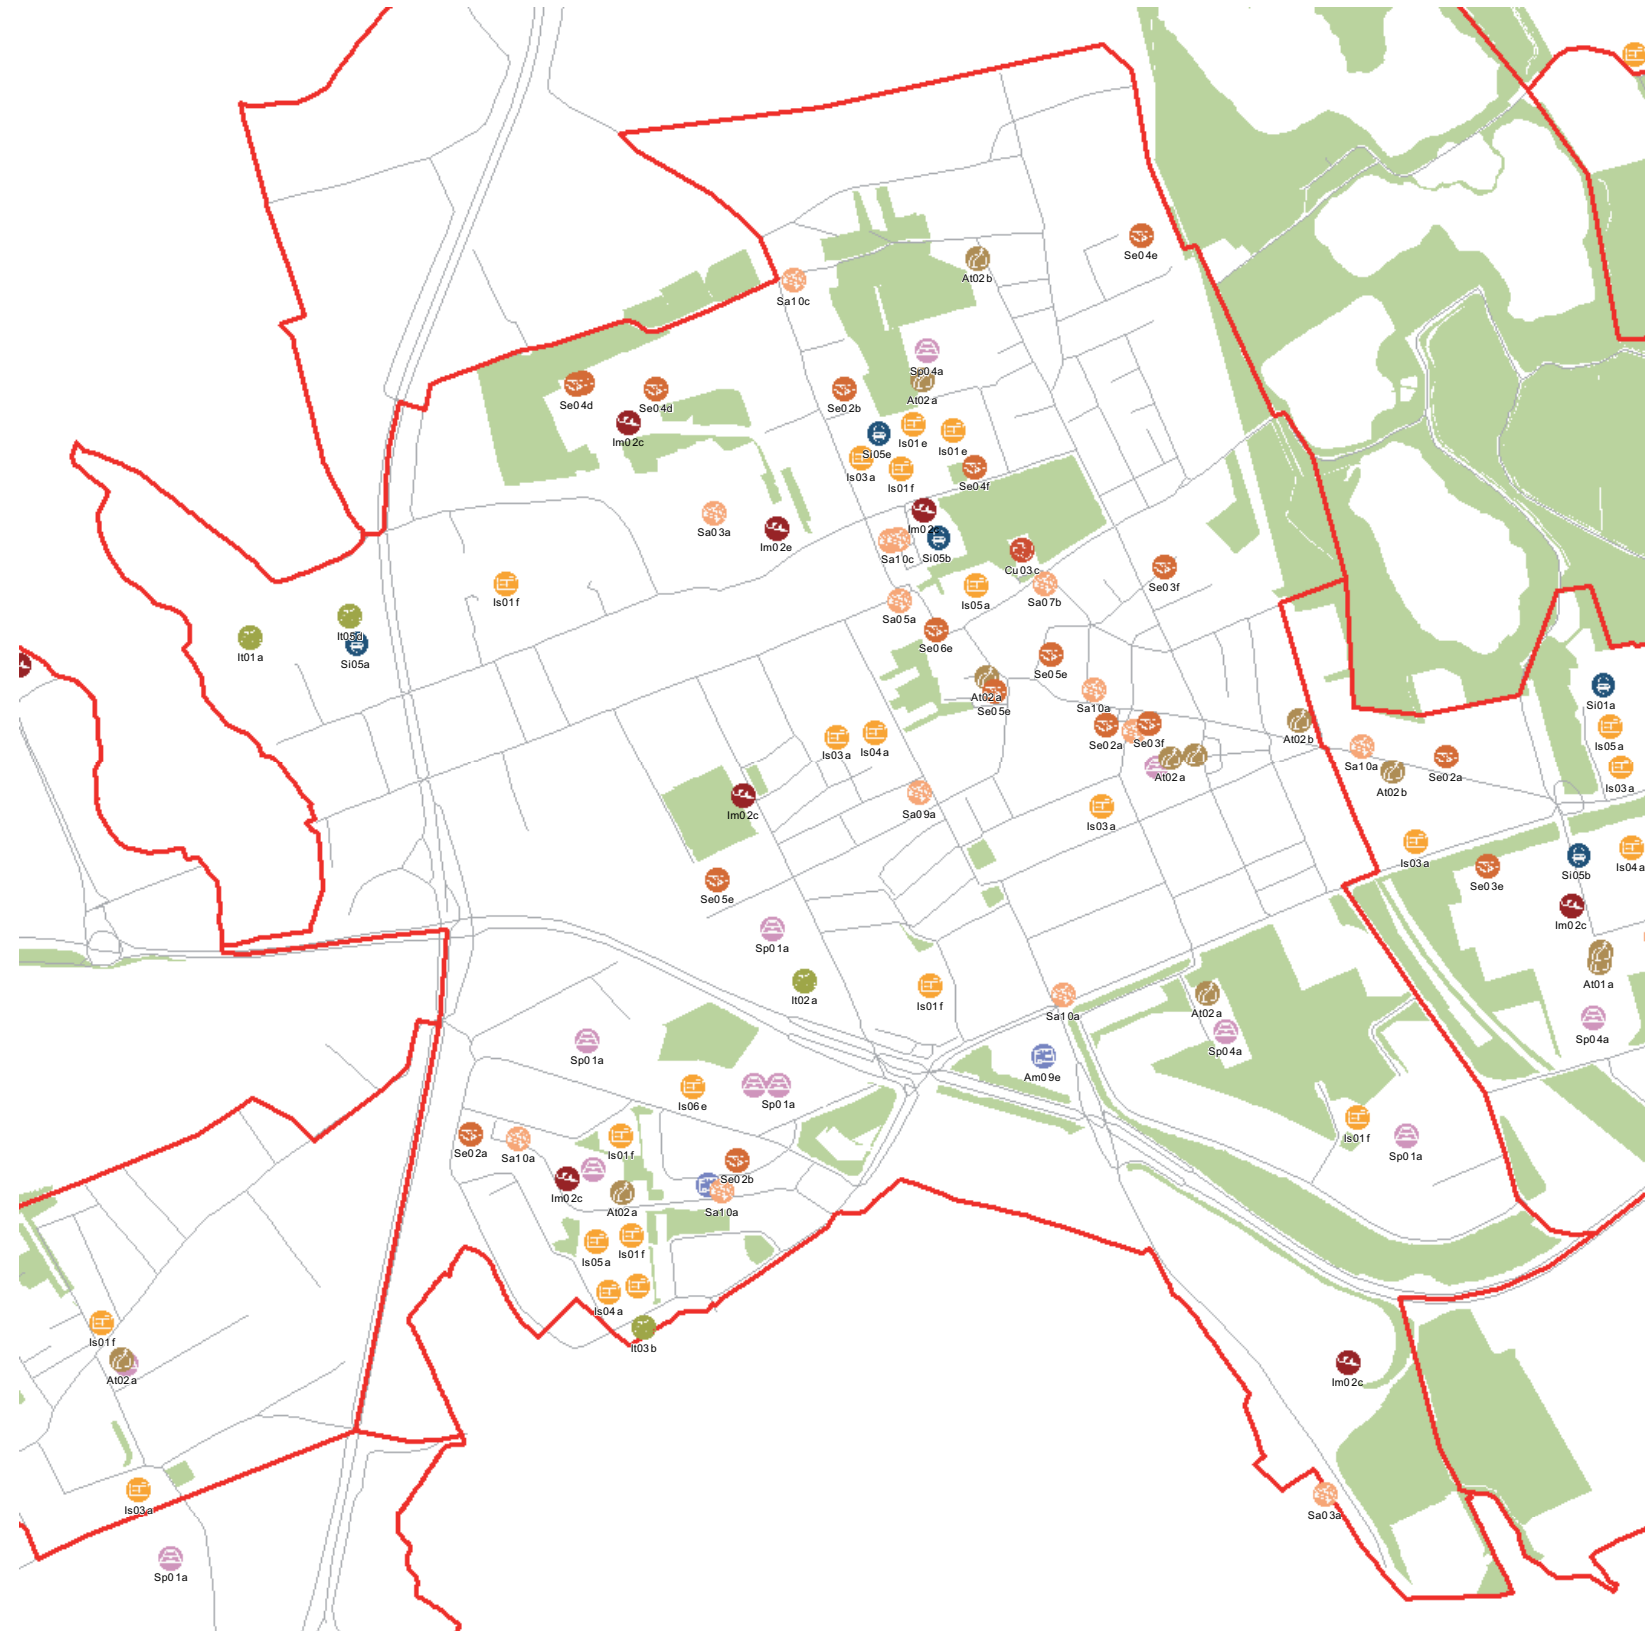 Se04e
At02b
Sa10c
Sp04a
At02a
Se04d
Se04d
Se02b
Im02c
Is01e
Is01e
Si05e
Is03a
Is01f
Se04f
Sa03a
Im02c
Im02e
Sa10c
Si05b
Cu03c
Se03f
Is01f
Is05a
Sa07b
Sa05a
It05d
It01a
Si05a
Se06e
Se05e
At02a
Se05e
Sa10a
Si01a
Is05a
Se02a
Se03f
At02b
Is03a
Is04a
At02a
Sa10a
Se02a
At02b
Is03a
Im02c
Sa09a
Is03a
Is03a
Se03e
Si05b
Is04a
Se05e
Im02c
Sp01a
At01a
It02a
Is01f
Sa10a
At02a
Sp04a
Sp04a
Sp01a
Am09e
Is06e
Sp01a
Is01f
Sp01a
Se02a
Sa10a
Is01f
Se02b
Im02c
At02a
Sa10a
Is05a
Is01f
Is04a
It03b
Is01f
At02a
Im02c
Is03a
Sa03a
Sp01a